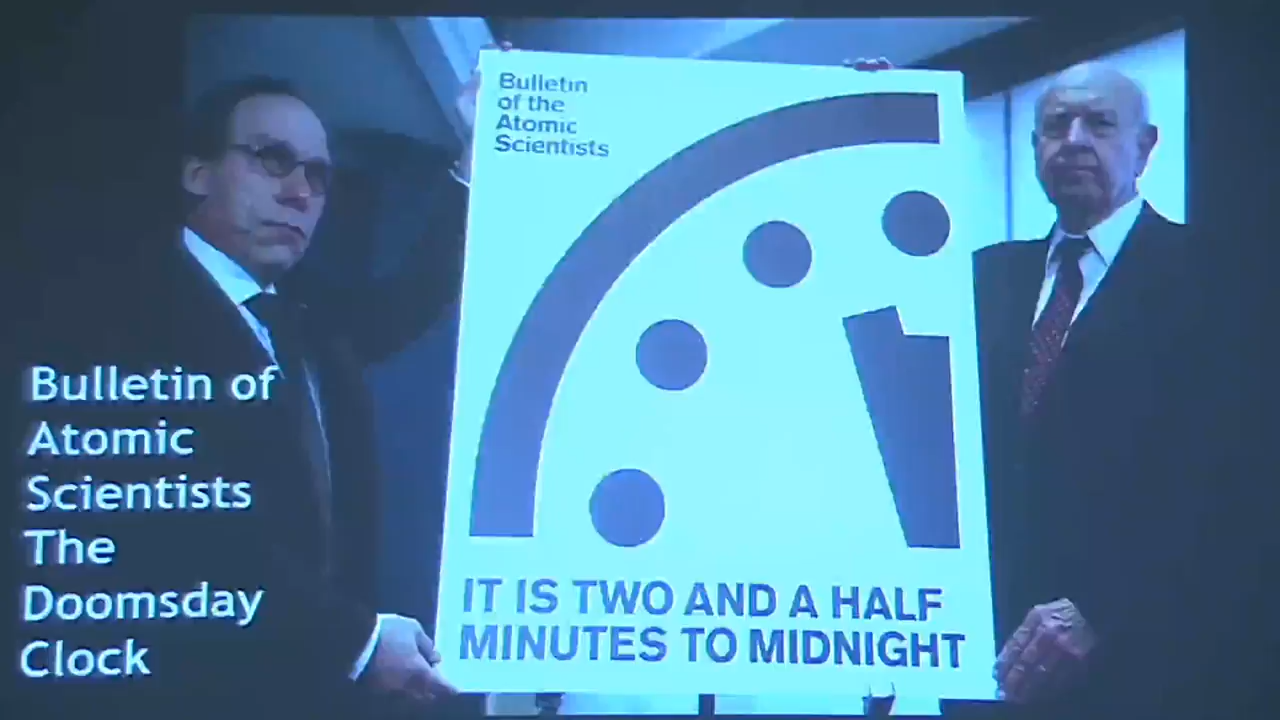 Bulletin
of the
Atomic
Scientists
IT IS TWO AND A HALF
MINUTES TO MIDNIGHT
Bulletin of
Atomic
Scientists
The
Doomsday
Clock